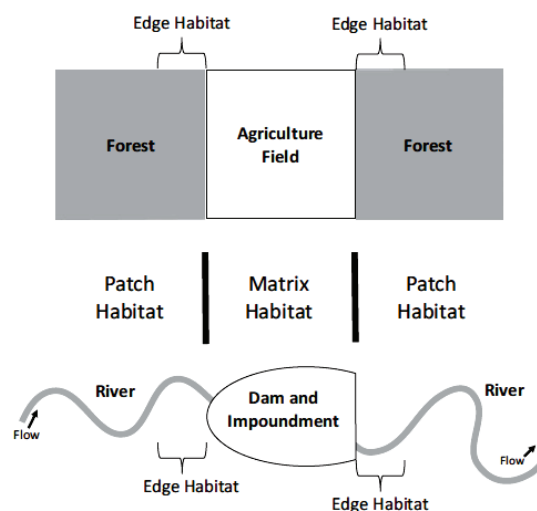 Edge Habitat
Edge Habitat
Forest
Agriculture
Field
Forest
Patch
Habitat
Matrix
Habitat
Patch
Habitat
River
Flow
Dam and
Impoundment
River
Flow
Edge Habitat
Edge Habitat